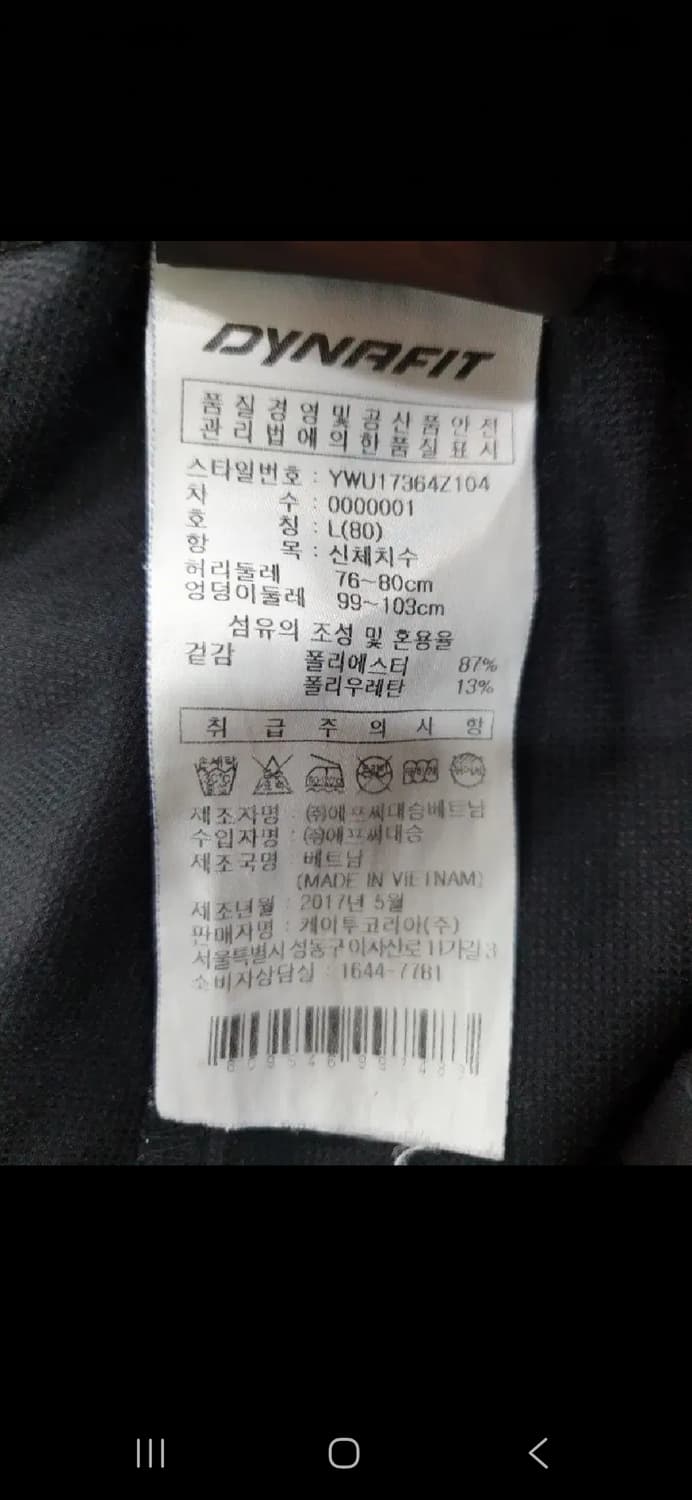 DYNAFIT
품질경영및공산품안전
관리법에의한품질표시
스타일번호 : YWU17364Z104
차 수 : 0000001
호 칭 : L(80)
항 목 : 신체치수
허리둘레 76~80cm
엉덩이둘레 99~103cm
섬유의 조성 및 혼용율
겉감 폴리에스터 87%
폴리우레탄 13%
취급주의사항
손세탁
제조자명 : (주)에프씨대승베트남
수입자명 : (주)에프씨대승
제조국명 : 베트남
(MADE IN VIETNAM)
제조년월 : 2017년 5월
판매자명 : 케이투코리아(주)
서울특별시 성동구 아차산로 11가길 3
소비자상담실 : 1644-7781